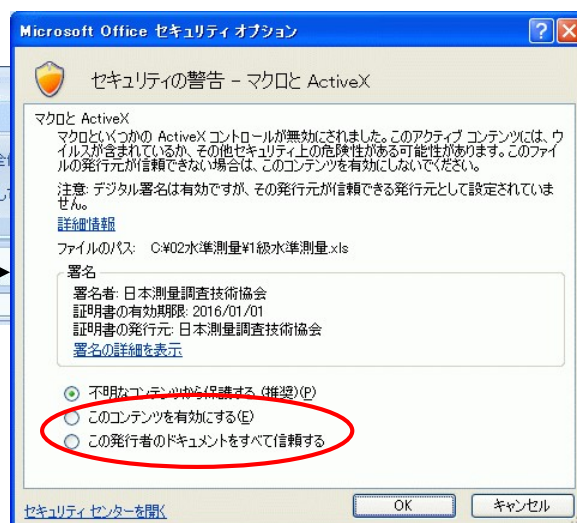 Microsoft Office セキュリティ オプション
セキュリティの警告 - マクロと ActiveX
マクロと ActiveX
マクロといくつかの ActiveX コントロールが無効にされました。このアクティブ コンテンツには、ウ
イルスが含まれているか、その他セキュリティ上の危険性がある可能性があります。このファイ
ルの発行元が信頼できない場合は、このコンテンツを有効にしないでください。
注意: デジタル署名は有効ですが、その発行元が信頼できる発行元として設定されていま
せん。
詳細情報
ファイルのパス: C:¥02水準測量¥1級水準測量.xls
署名
署名者: 日本測量調査技術協会
証明書の有効期限: 2016/01/01
証明書の発行元: 日本測量調査技術協会
署名の詳細を表示
不明なコンテンツから保護する (推奨)(P)
このコンテンツを有効にする(E)
この発行者のドキュメントをすべて信頼する
セキュリティ センターを開く
OK
キャンセル